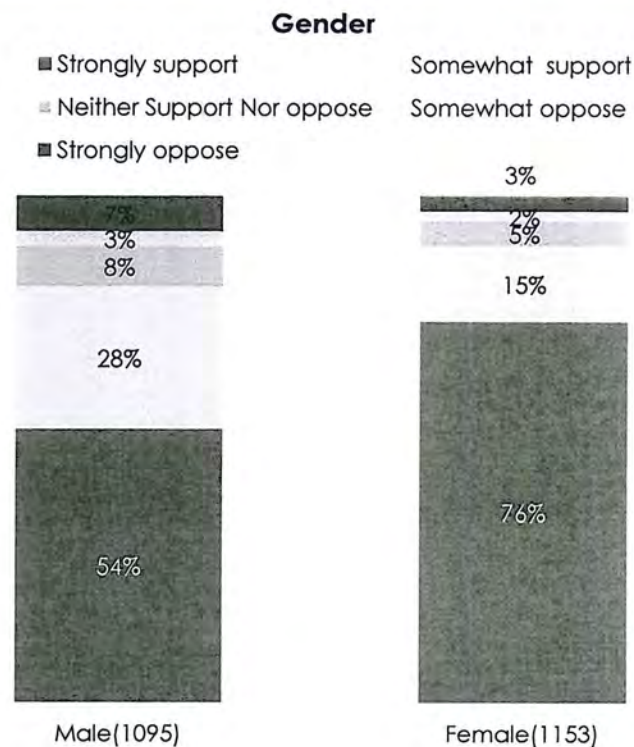 Gender
Strongly support Somewhat support
Neither Support Nor oppose Somewhat oppose
Strongly oppose
3%
7%
2%
3%
5%
8%
15%
28%
76%
54%
Male(1095) Female(1153)